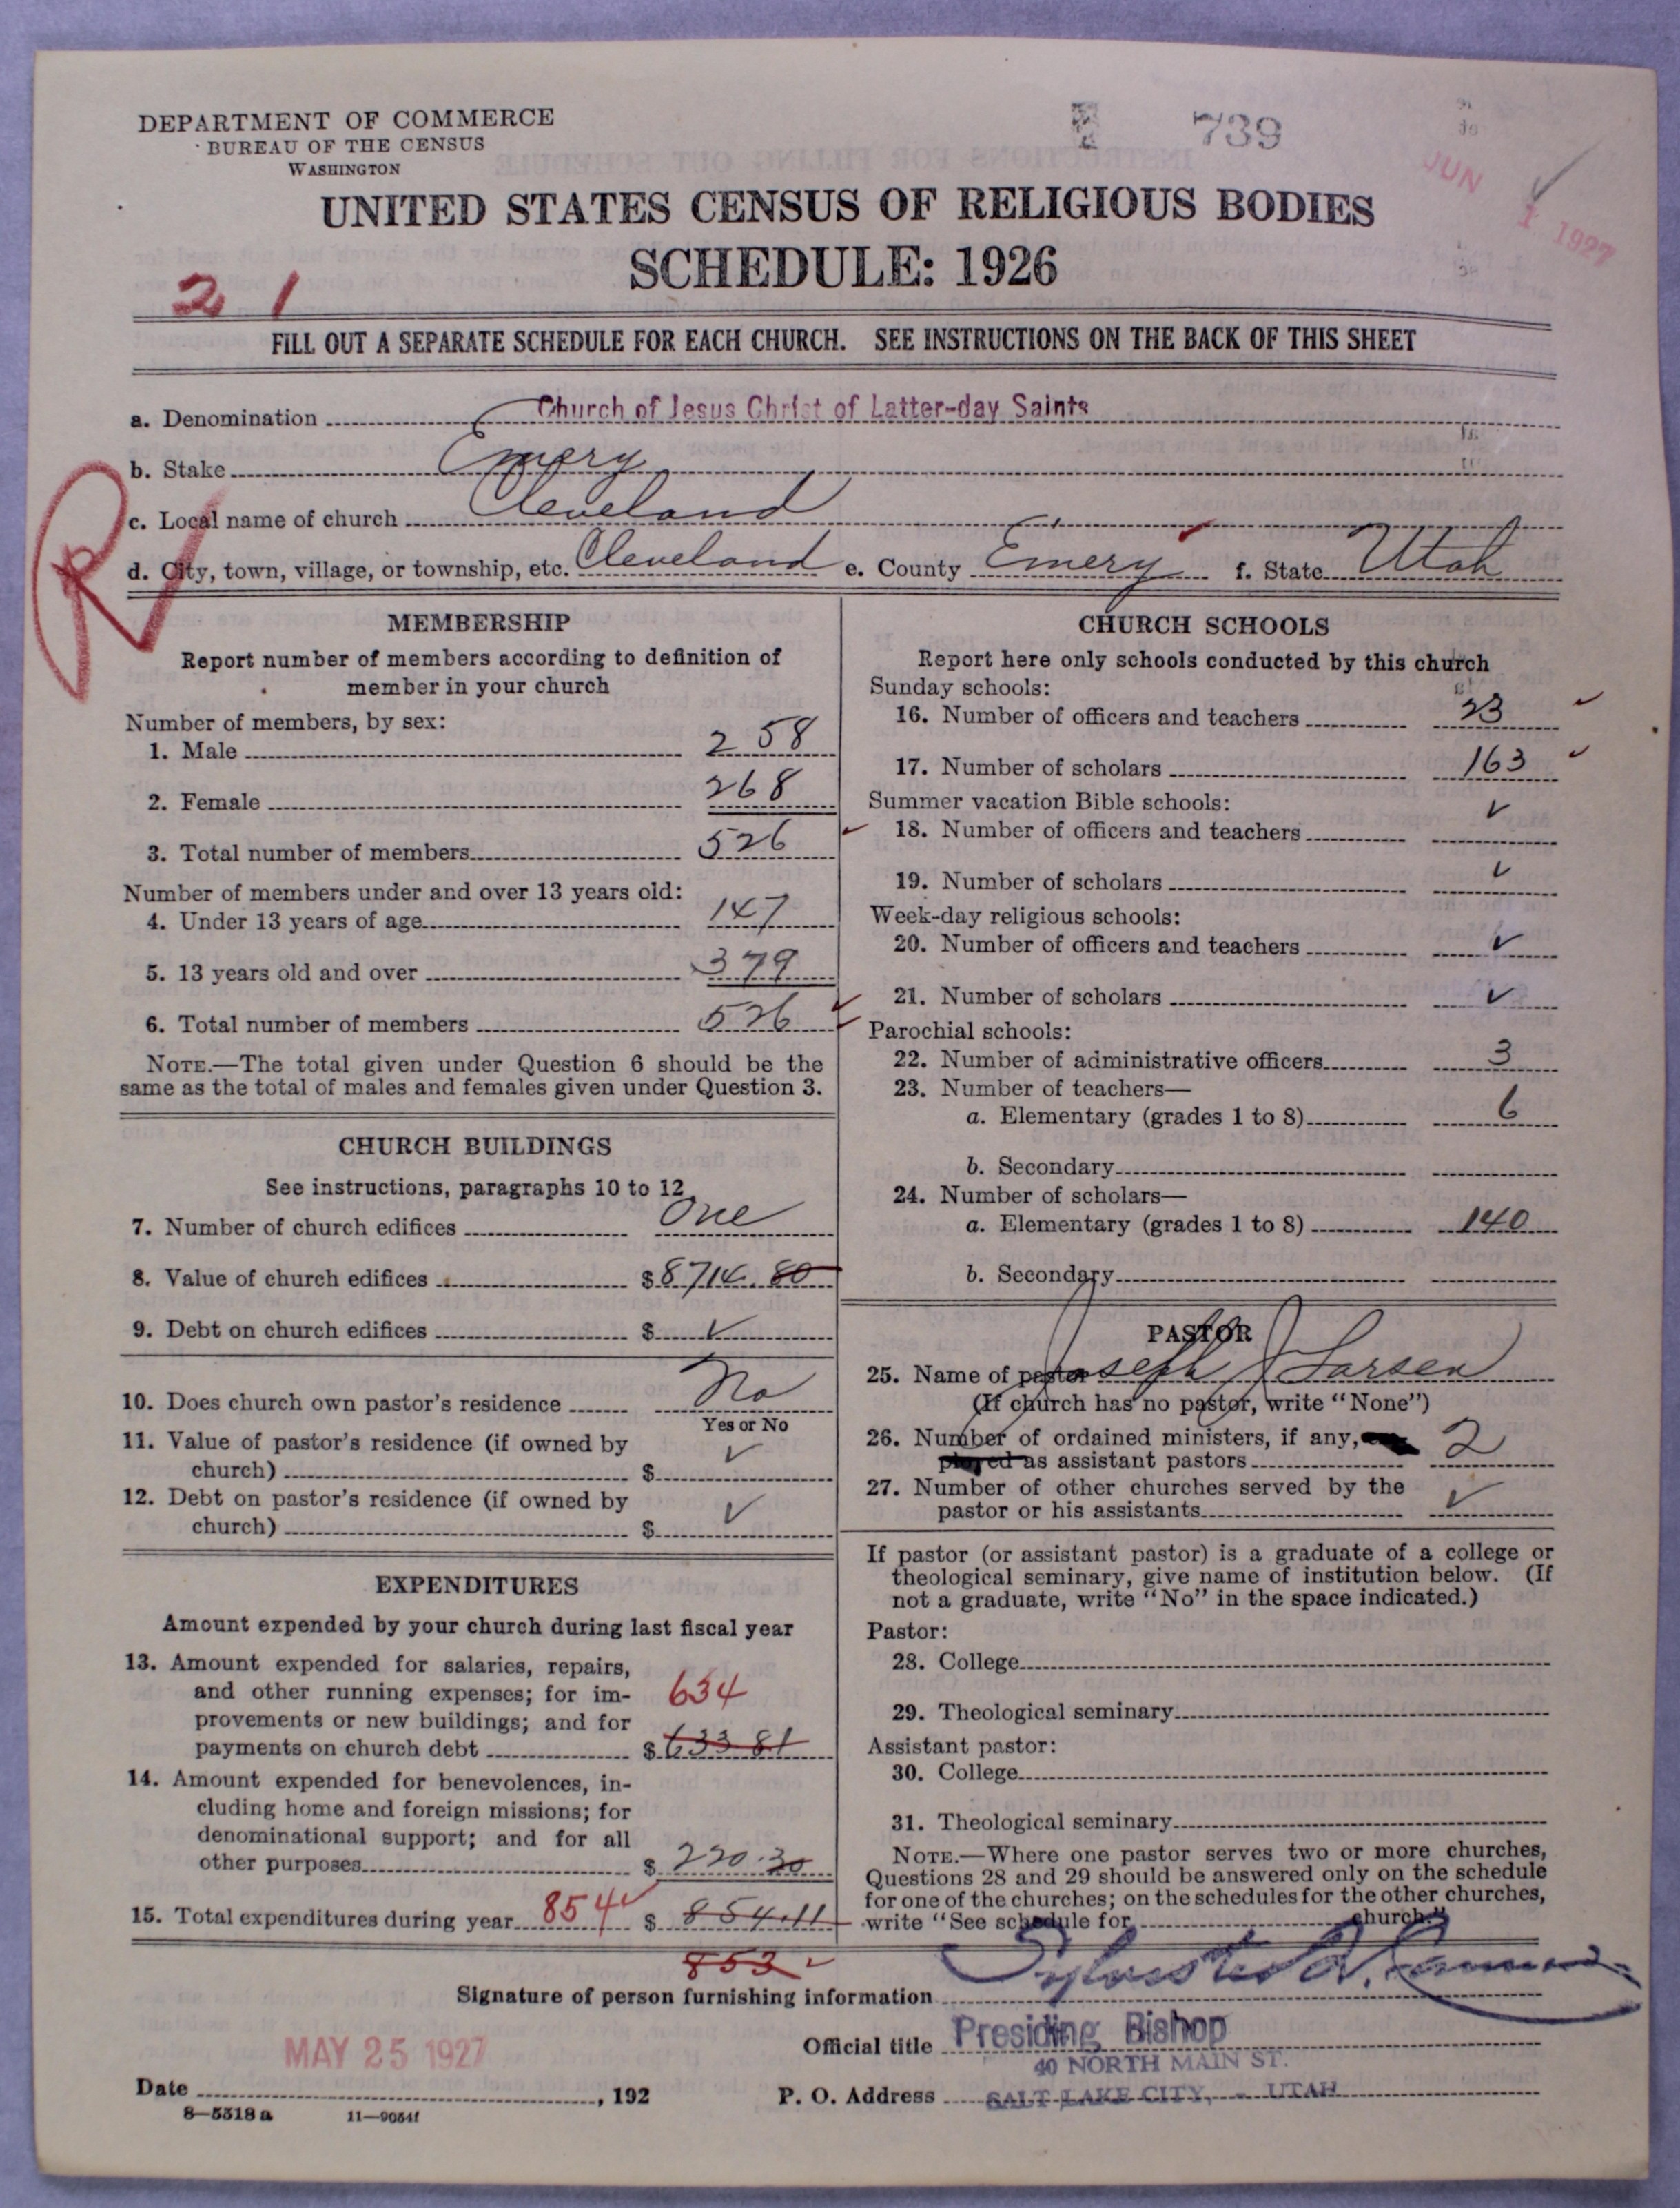 DEPARTMENT OF COMMERCE
BUREAU OF THE CENSUS
WASHINGTON
739
JUN 1 1927
UNITED STATES CENSUS OF RELIGIOUS BODIES
SCHEDULE: 1926
2 1
FILL OUT A SEPARATE SCHEDULE FOR EACH CHURCH. SEE INSTRUCTIONS ON THE BACK OF THIS SHEET
a. Denomination Church of Jesus Christ of Latter-day Saints
b. Stake Emery
c. Local name of church Cleveland
d. City, town, village, or township, etc. Cleveland e. County Emery f. State Utah
R
MEMBERSHIP
Report number of members according to definition of
member in your church
Number of members, by sex:
1. Male 258
2. Female 268
3. Total number of members 526
Number of members under and over 13 years old:
4. Under 13 years of age 147
5. 13 years old and over 379
6. Total number of members 526
NOTE.—The total given under Question 6 should be the
same as the total of males and females given under Question 3.
CHURCH BUILDINGS
See instructions, paragraphs 10 to 12
7. Number of church edifices One
8. Value of church edifices $ 8714.80
9. Debt on church edifices $ ✓
10. Does church own pastor's residence No
Yes or No
11. Value of pastor's residence (if owned by
church) $ ✓
12. Debt on pastor's residence (if owned by
church) $ ✓
EXPENDITURES
Amount expended by your church during last fiscal year
13. Amount expended for salaries, repairs,
and other running expenses; for im-
provements or new buildings; and for 634
payments on church debt $ 633 81
14. Amount expended for benevolences, in-
cluding home and foreign missions; for
denominational support; and for all
other purposes $ 220.30
15. Total expenditures during year 854 $ 854.11
853
CHURCH SCHOOLS
Report here only schools conducted by this church
Sunday schools:
16. Number of officers and teachers 23
17. Number of scholars 163
Summer vacation Bible schools:
18. Number of officers and teachers ✓
19. Number of scholars ✓
Week-day religious schools:
20. Number of officers and teachers ✓
21. Number of scholars ✓
Parochial schools:
22. Number of administrative officers 3
23. Number of teachers—
a. Elementary (grades 1 to 8) 6
b. Secondary
24. Number of scholars—
a. Elementary (grades 1 to 8) 140
b. Secondary
PASTOR
25. Name of pastor Joseph J Larsen
(If church has no pastor, write "None")
26. Number of ordained ministers, if any,
ployed as assistant pastors 2
27. Number of other churches served by the
pastor or his assistants ✓
If pastor (or assistant pastor) is a graduate of a college or
theological seminary, give name of institution below. (If
not a graduate, write "No" in the space indicated.)
Pastor:
28. College
29. Theological seminary
Assistant pastor:
30. College
31. Theological seminary
NOTE.—Where one pastor serves two or more churches,
Questions 28 and 29 should be answered only on the schedule
for one of the churches; on the schedules for the other churches,
write "See schedule for church."
Signature of person furnishing information Sylvester Q. Cannon
Official title Presiding Bishop
40 NORTH MAIN ST.
MAY 25 1927
Date , 192 P. O. Address SALT LAKE CITY, - UTAH
8—5318 a 11—9054f